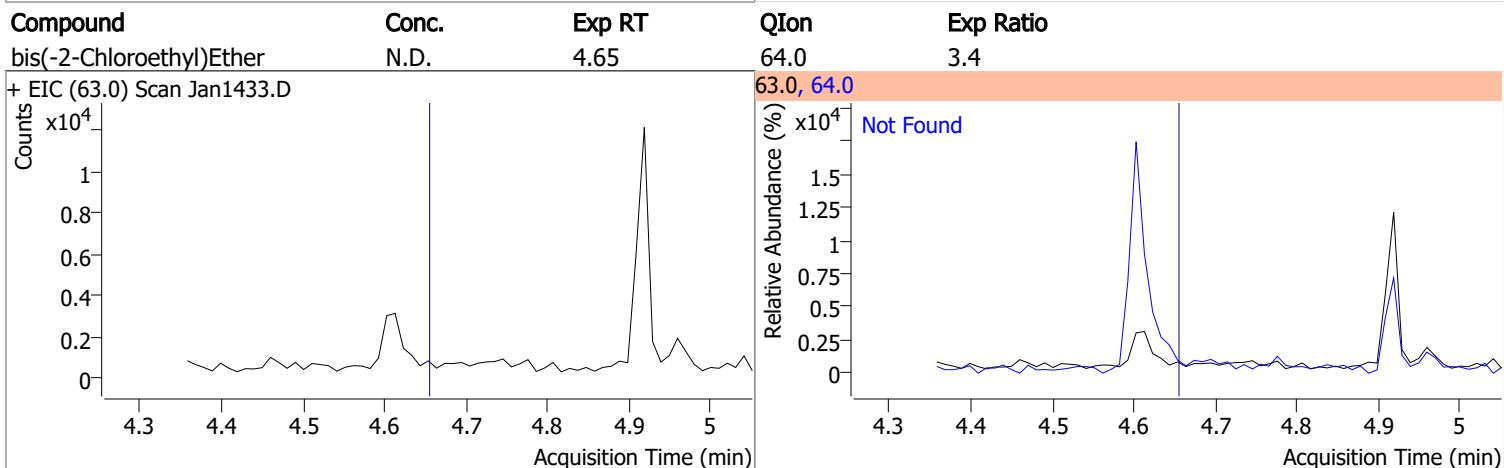 Compound Conc. Exp RT QIon Exp Ratio
bis(-2-Chloroethyl)Ether N.D. 4.65 64.0 3.4
+ EIC (63.0) Scan Jan1433.D
Counts
x10⁴
1
0.8
0.6
0.4
0.2
0
4.3 4.4 4.5 4.6 4.7 4.8 4.9 5
Acquisition Time (min)
63.0, 64.0
Relative Abundance (%)
x10⁴
Not Found
1.5
1.25
1
0.75
0.5
0.25
0
4.3 4.4 4.5 4.6 4.7 4.8 4.9 5
Acquisition Time (min)